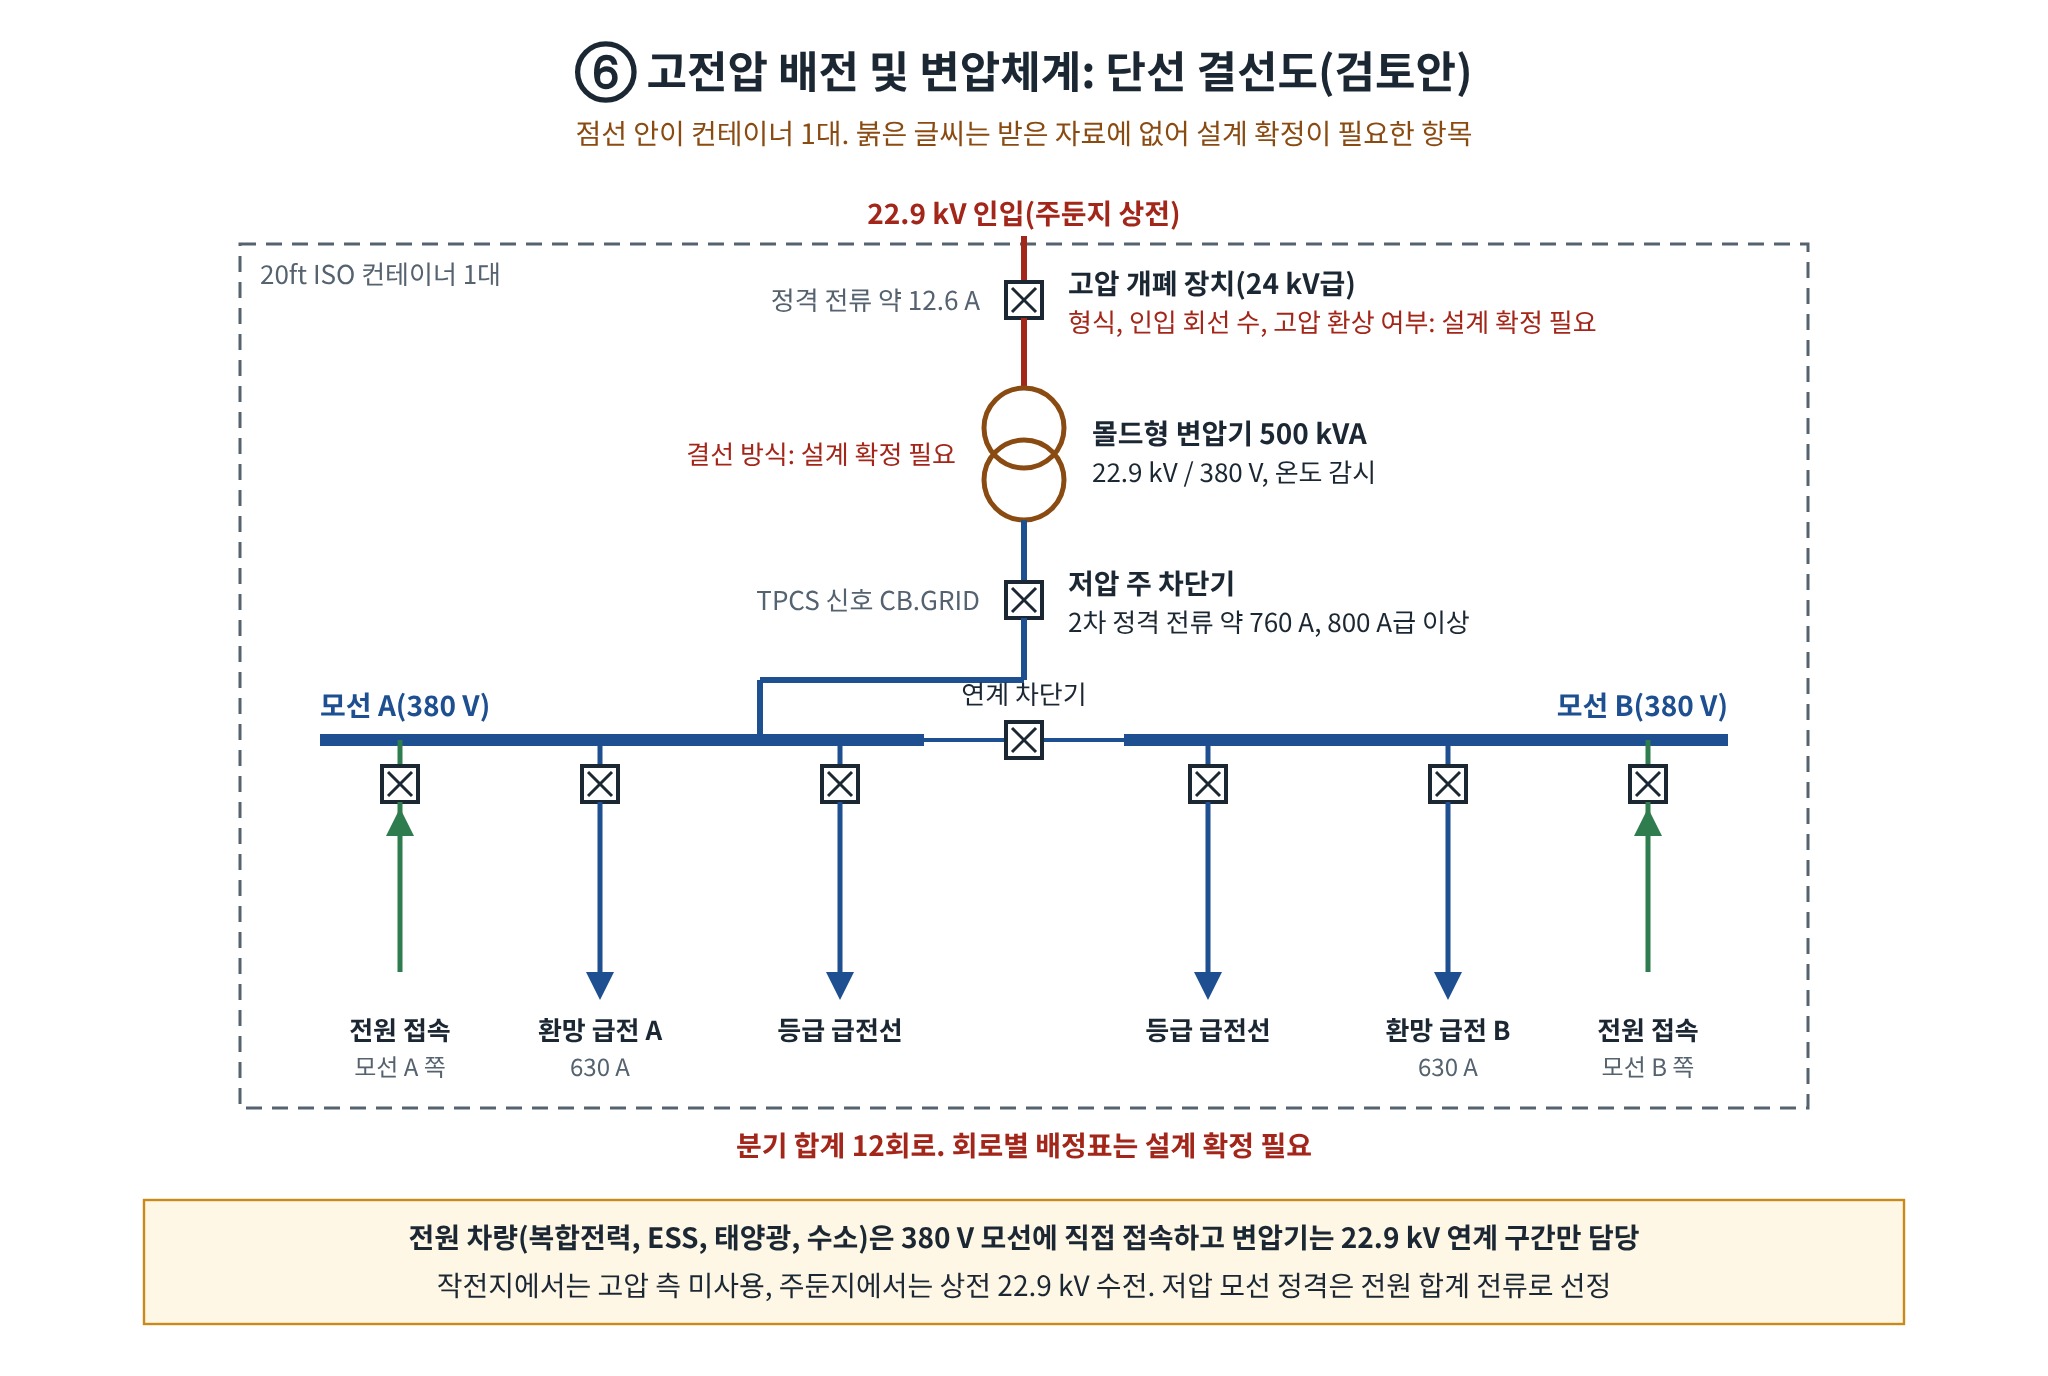 ⑥ 고전압 배전 및 변압체계: 단선 결선도(검토안)
점선 안이 컨테이너 1대. 붉은 글씨는 받은 자료에 없어 설계 확정이 필요한 항목
22.9 kV 인입(주둔지 상전)
20ft ISO 컨테이너 1대
정격 전류 약 12.6 A
고압 개폐 장치(24 kV급)
형식, 인입 회선 수, 고압 환상 여부: 설계 확정 필요
결선 방식: 설계 확정 필요
몰드형 변압기 500 kVA
22.9 kV / 380 V, 온도 감시
TPCS 신호 CB.GRID
저압 주 차단기
2차 정격 전류 약 760 A, 800 A급 이상
모선 A(380 V)
연계 차단기
모선 B(380 V)
전원 접속
모선 A 쪽
환망 급전 A
630 A
등급 급전선
등급 급전선
환망 급전 B
630 A
전원 접속
모선 B 쪽
분기 합계 12회로. 회로별 배정표는 설계 확정 필요
전원 차량(복합전력, ESS, 태양광, 수소)은 380 V 모선에 직접 접속하고 변압기는 22.9 kV 연계 구간만 담당
작전지에서는 고압 측 미사용, 주둔지에서는 상전 22.9 kV 수전. 저압 모선 정격은 전원 합계 전류로 선정